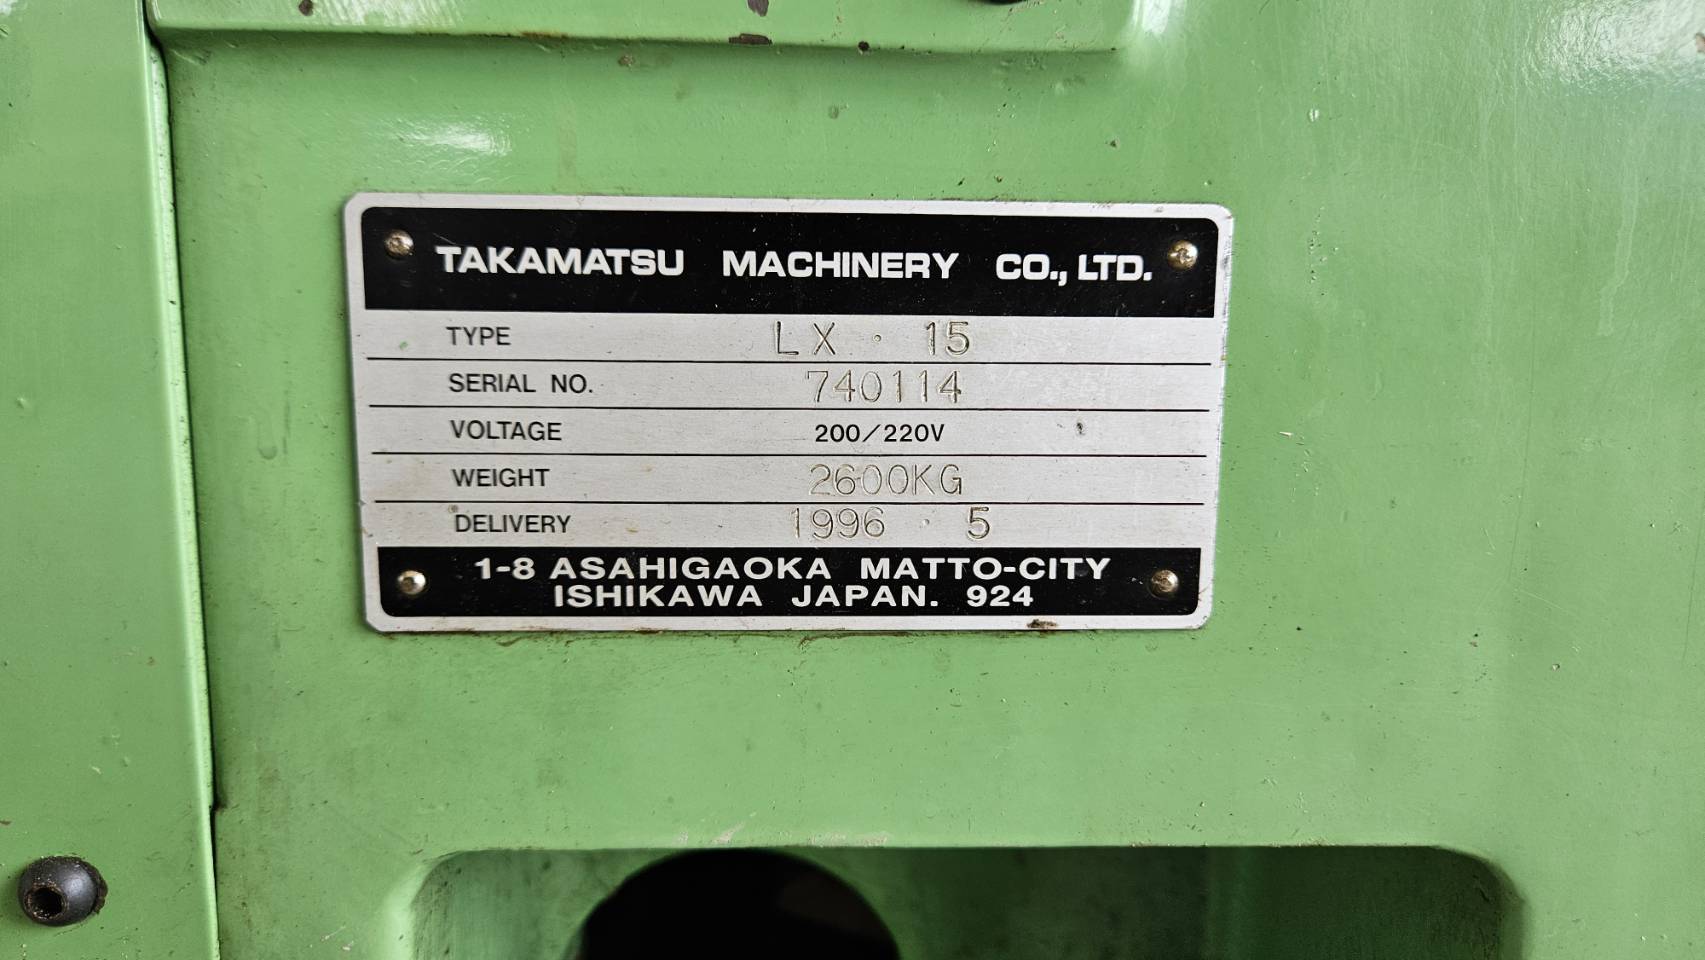 TAKAMATSU MACHINERY CO., LTD.
TYPE LX · 15
SERIAL NO. 740114
VOLTAGE 200/220V
WEIGHT 2600KG
DELIVERY 1996 · 5
1-8 ASAHIGAOKA MATTO-CITY
ISHIKAWA JAPAN. 924